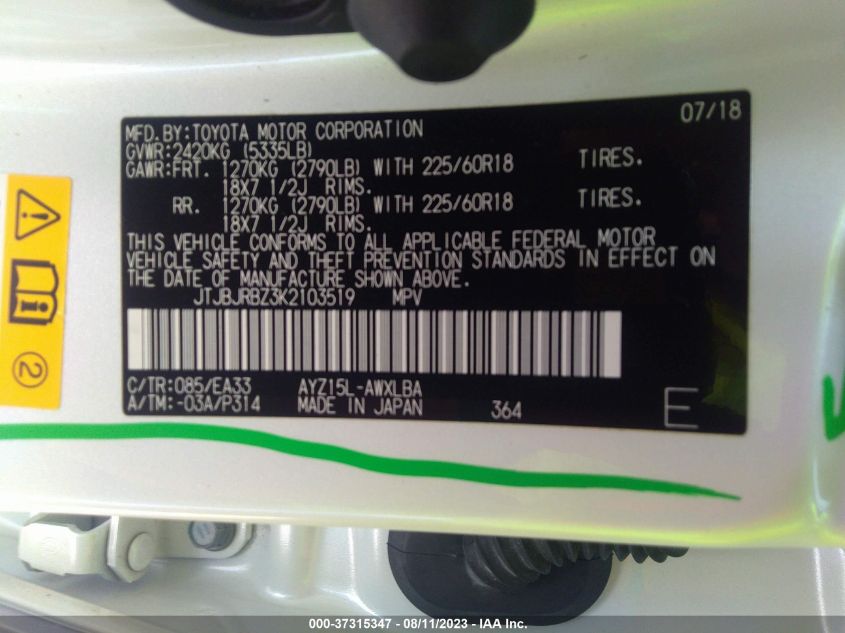 07/18
MFD.BY:TOYOTA MOTOR CORPORATION
GVWR:2420KG (5335LB)
GAWR:FRT. 1270KG (2790LB) WITH 225/60R18 TIRES.
18X7 1/2J RIMS.
RR. 1270KG (2790LB) WITH 225/60R18 TIRES.
18X7 1/2J RIMS.
THIS VEHICLE CONFORMS TO ALL APPLICABLE FEDERAL MOTOR
VEHICLE SAFETY AND THEFT PREVENTION STANDARDS IN EFFECT ON
THE DATE OF MANUFACTURE SHOWN ABOVE.
JTJBJRBZ3K2103519 MPV
C/TR:085/EA33 AYZ15L-AWXLBA
A/TM:-03A/P314 MADE IN JAPAN 364 E
2
000-37315347 - 08/11/2023 - IAA Inc.